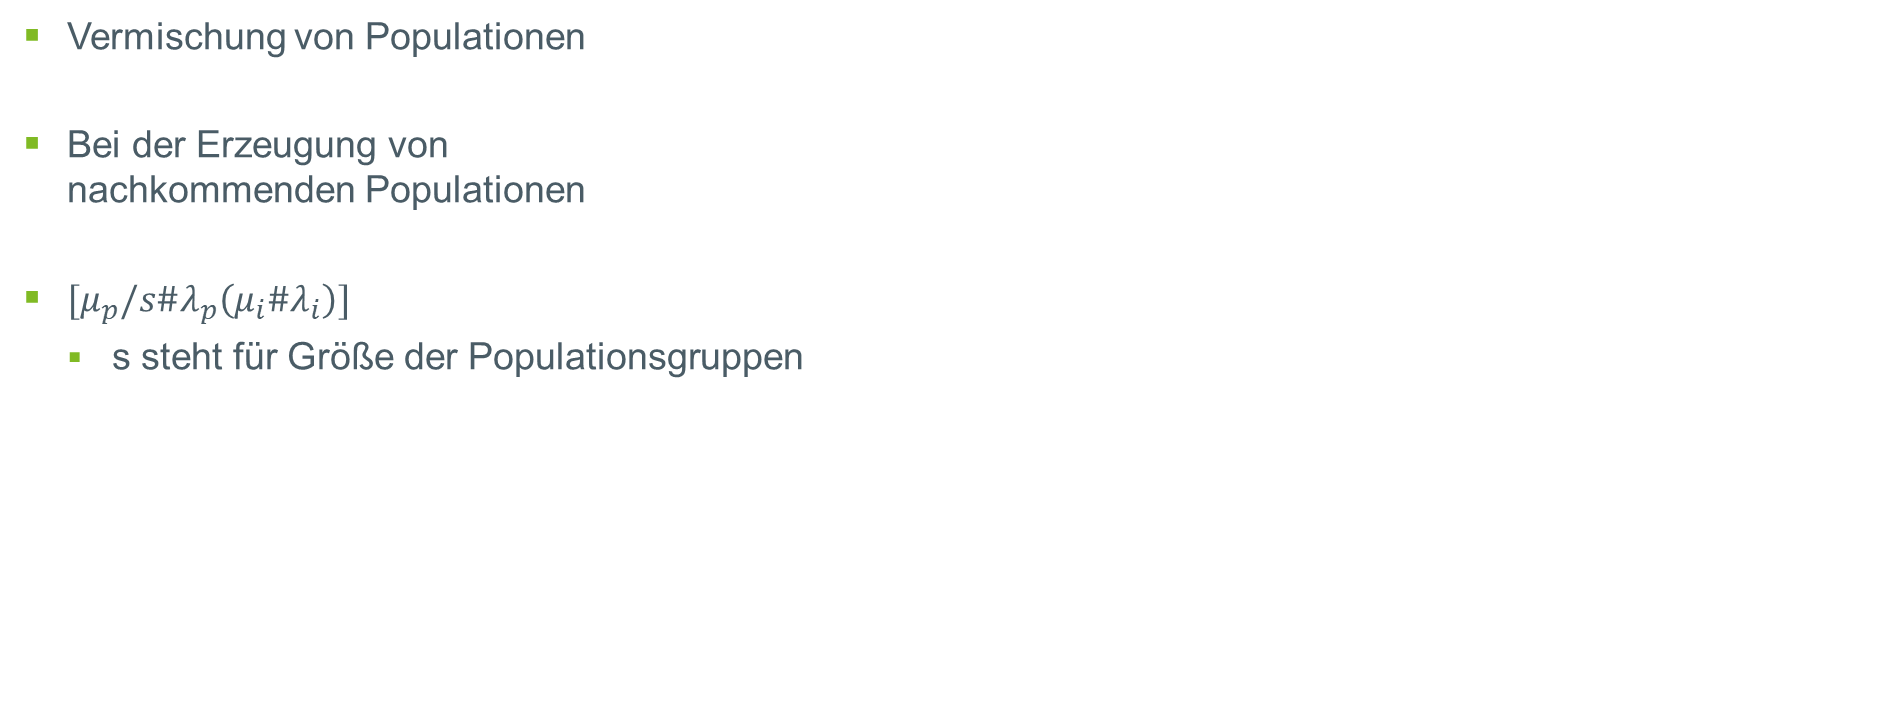 Vermischung von Populationen
Bei der Erzeugung von
nachkommenden Populationen
[μₚ/s#λₚ(μᵢ#λᵢ)]
s steht für Größe der Populationsgruppen